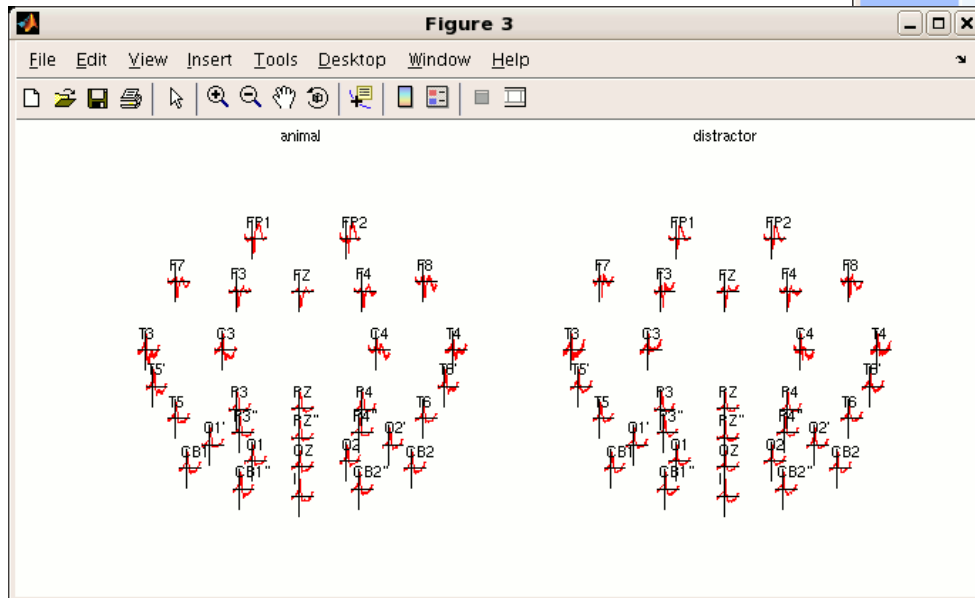 Figure 3
File Edit View Insert Tools Desktop Window Help
animal distractor
FP1 FP2 FP1 FP2
F7 F3 FZ F4 F8 F7 F3 FZ F4 F8
T3 C3 C4 T4 T3 C3 C4 T4
T5' T6' T5' T6'
P3 PZ P4 P3 PZ P4
T5 T6 T5 T6
P3" PZ" P4" P3" PZ" P4"
O1' O2' O1' O2'
CB1 O1 OZ O2 CB2 CB1 O1 OZ O2 CB2
CB1" I CB2" CB1" I CB2"